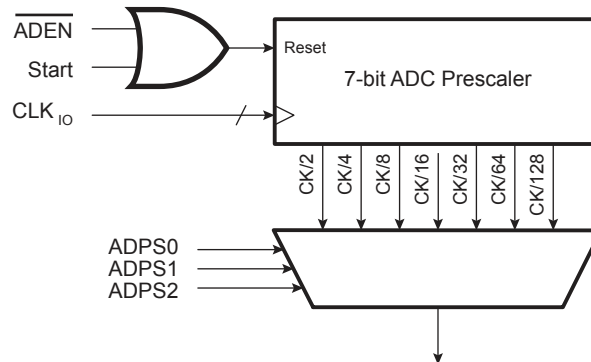 ADEN
Start
CLK IO
Reset
7-bit ADC Prescaler
CK/2
CK/4
CK/8
CK/16
CK/32
CK/64
CK/128
ADPS0
ADPS1
ADPS2